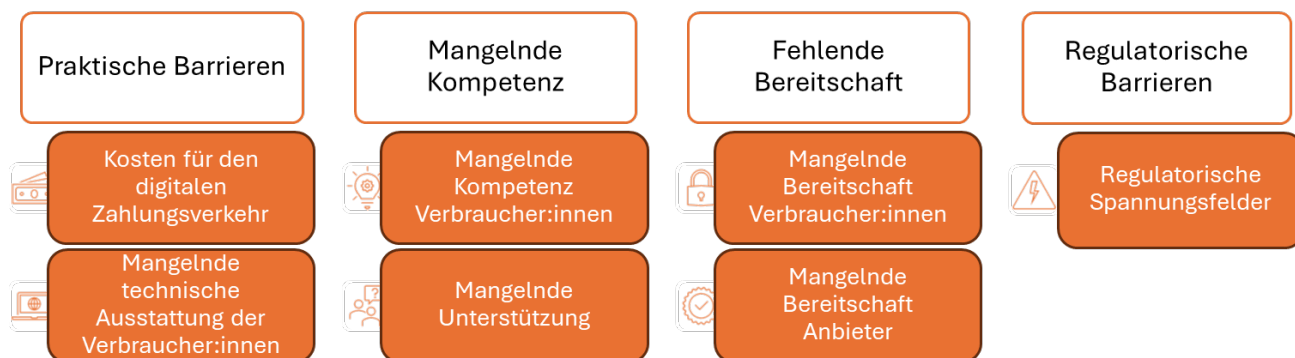 Praktische Barrieren
Mangelnde
Kompetenz
Fehlende
Bereitschaft
Regulatorische
Barrieren
Kosten für den
digitalen
Zahlungsverkehr
Mangelnde
Kompetenz
Verbraucher:innen
Mangelnde
Bereitschaft
Verbraucher:innen
Regulatorische
Spannungsfelder
Mangelnde
technische
Ausstattung der
Verbraucher:innen
Mangelnde
Unterstützung
Mangelnde
Bereitschaft
Anbieter